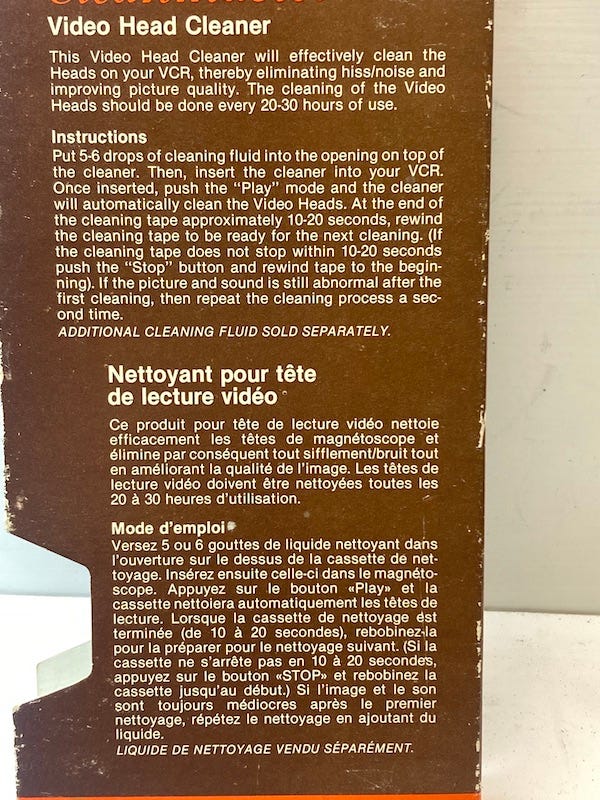 Video Head Cleaner
This Video Head Cleaner will effectively clean the
Heads on your VCR, thereby eliminating hiss/noise and
improving picture quality. The cleaning of the Video
Heads should be done every 20-30 hours of use.
Instructions
Put 5-6 drops of cleaning fluid into the opening on top of
the cleaner. Then, insert the cleaner into your VCR.
Once inserted, push the "Play" mode and the cleaner
will automatically clean the Video Heads. At the end of
the cleaning tape approximately 10-20 seconds, rewind
the cleaning tape to be ready for the next cleaning. (If
the cleaning tape does not stop within 10-20 seconds
push the "Stop" button and rewind tape to the begin-
ning). If the picture and sound is still abnormal after the
first cleaning, then repeat the cleaning process a sec-
ond time.
ADDITIONAL CLEANING FLUID SOLD SEPARATELY.
Nettoyant pour tête
de lecture vidéo
Ce produit pour tête de lecture vidéo nettoie
efficacement les têtes de magnétoscope et
élimine par conséquent tout sifflement/bruit tout
en améliorant la qualité de l'image. Les têtes de
lecture vidéo doivent être nettoyées toutes les
20 à 30 heures d'utilisation.
Mode d'emploi
Versez 5 ou 6 gouttes de liquide nettoyant dans
l'ouverture sur le dessus de la cassette de net-
toyage. Insérez ensuite celle-ci dans le magnéto-
scope. Appuyez sur le bouton «Play» et la
cassette nettoiera automatiquement les têtes de
lecture. Lorsque la cassette de nettoyage est
terminée (de 10 à 20 secondes), rebobinez-la
pour la préparer pour le nettoyage suivant. (Si la
cassette ne s'arrête pas en 10 à 20 secondes,
appuyez sur le bouton «STOP» et rebobinez la
cassette jusqu'au début.) Si l'image et le son
sont toujours médiocres après le premier
nettoyage, répétez le nettoyage en ajoutant du
liquide.
LIQUIDE DE NETTOYAGE VENDU SÉPARÉMENT.